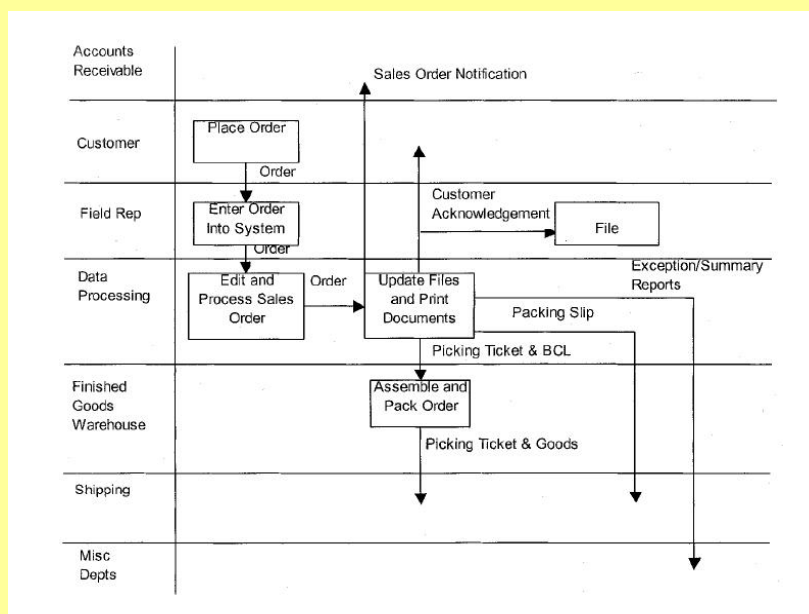 Accounts
Receivable
Sales Order Notification
Customer
Place Order
Order
Field Rep
Enter Order
Into System
Customer
Acknowledgement
File
Order
Data
Processing
Edit and
Process Sales
Order
Order
Update Files
and Print
Documents
Exception/Summary
Reports
Packing Slip
Picking Ticket & BCL
Finished
Goods
Warehouse
Assemble and
Pack Order
Picking Ticket & Goods
Shipping
Misc
Depts